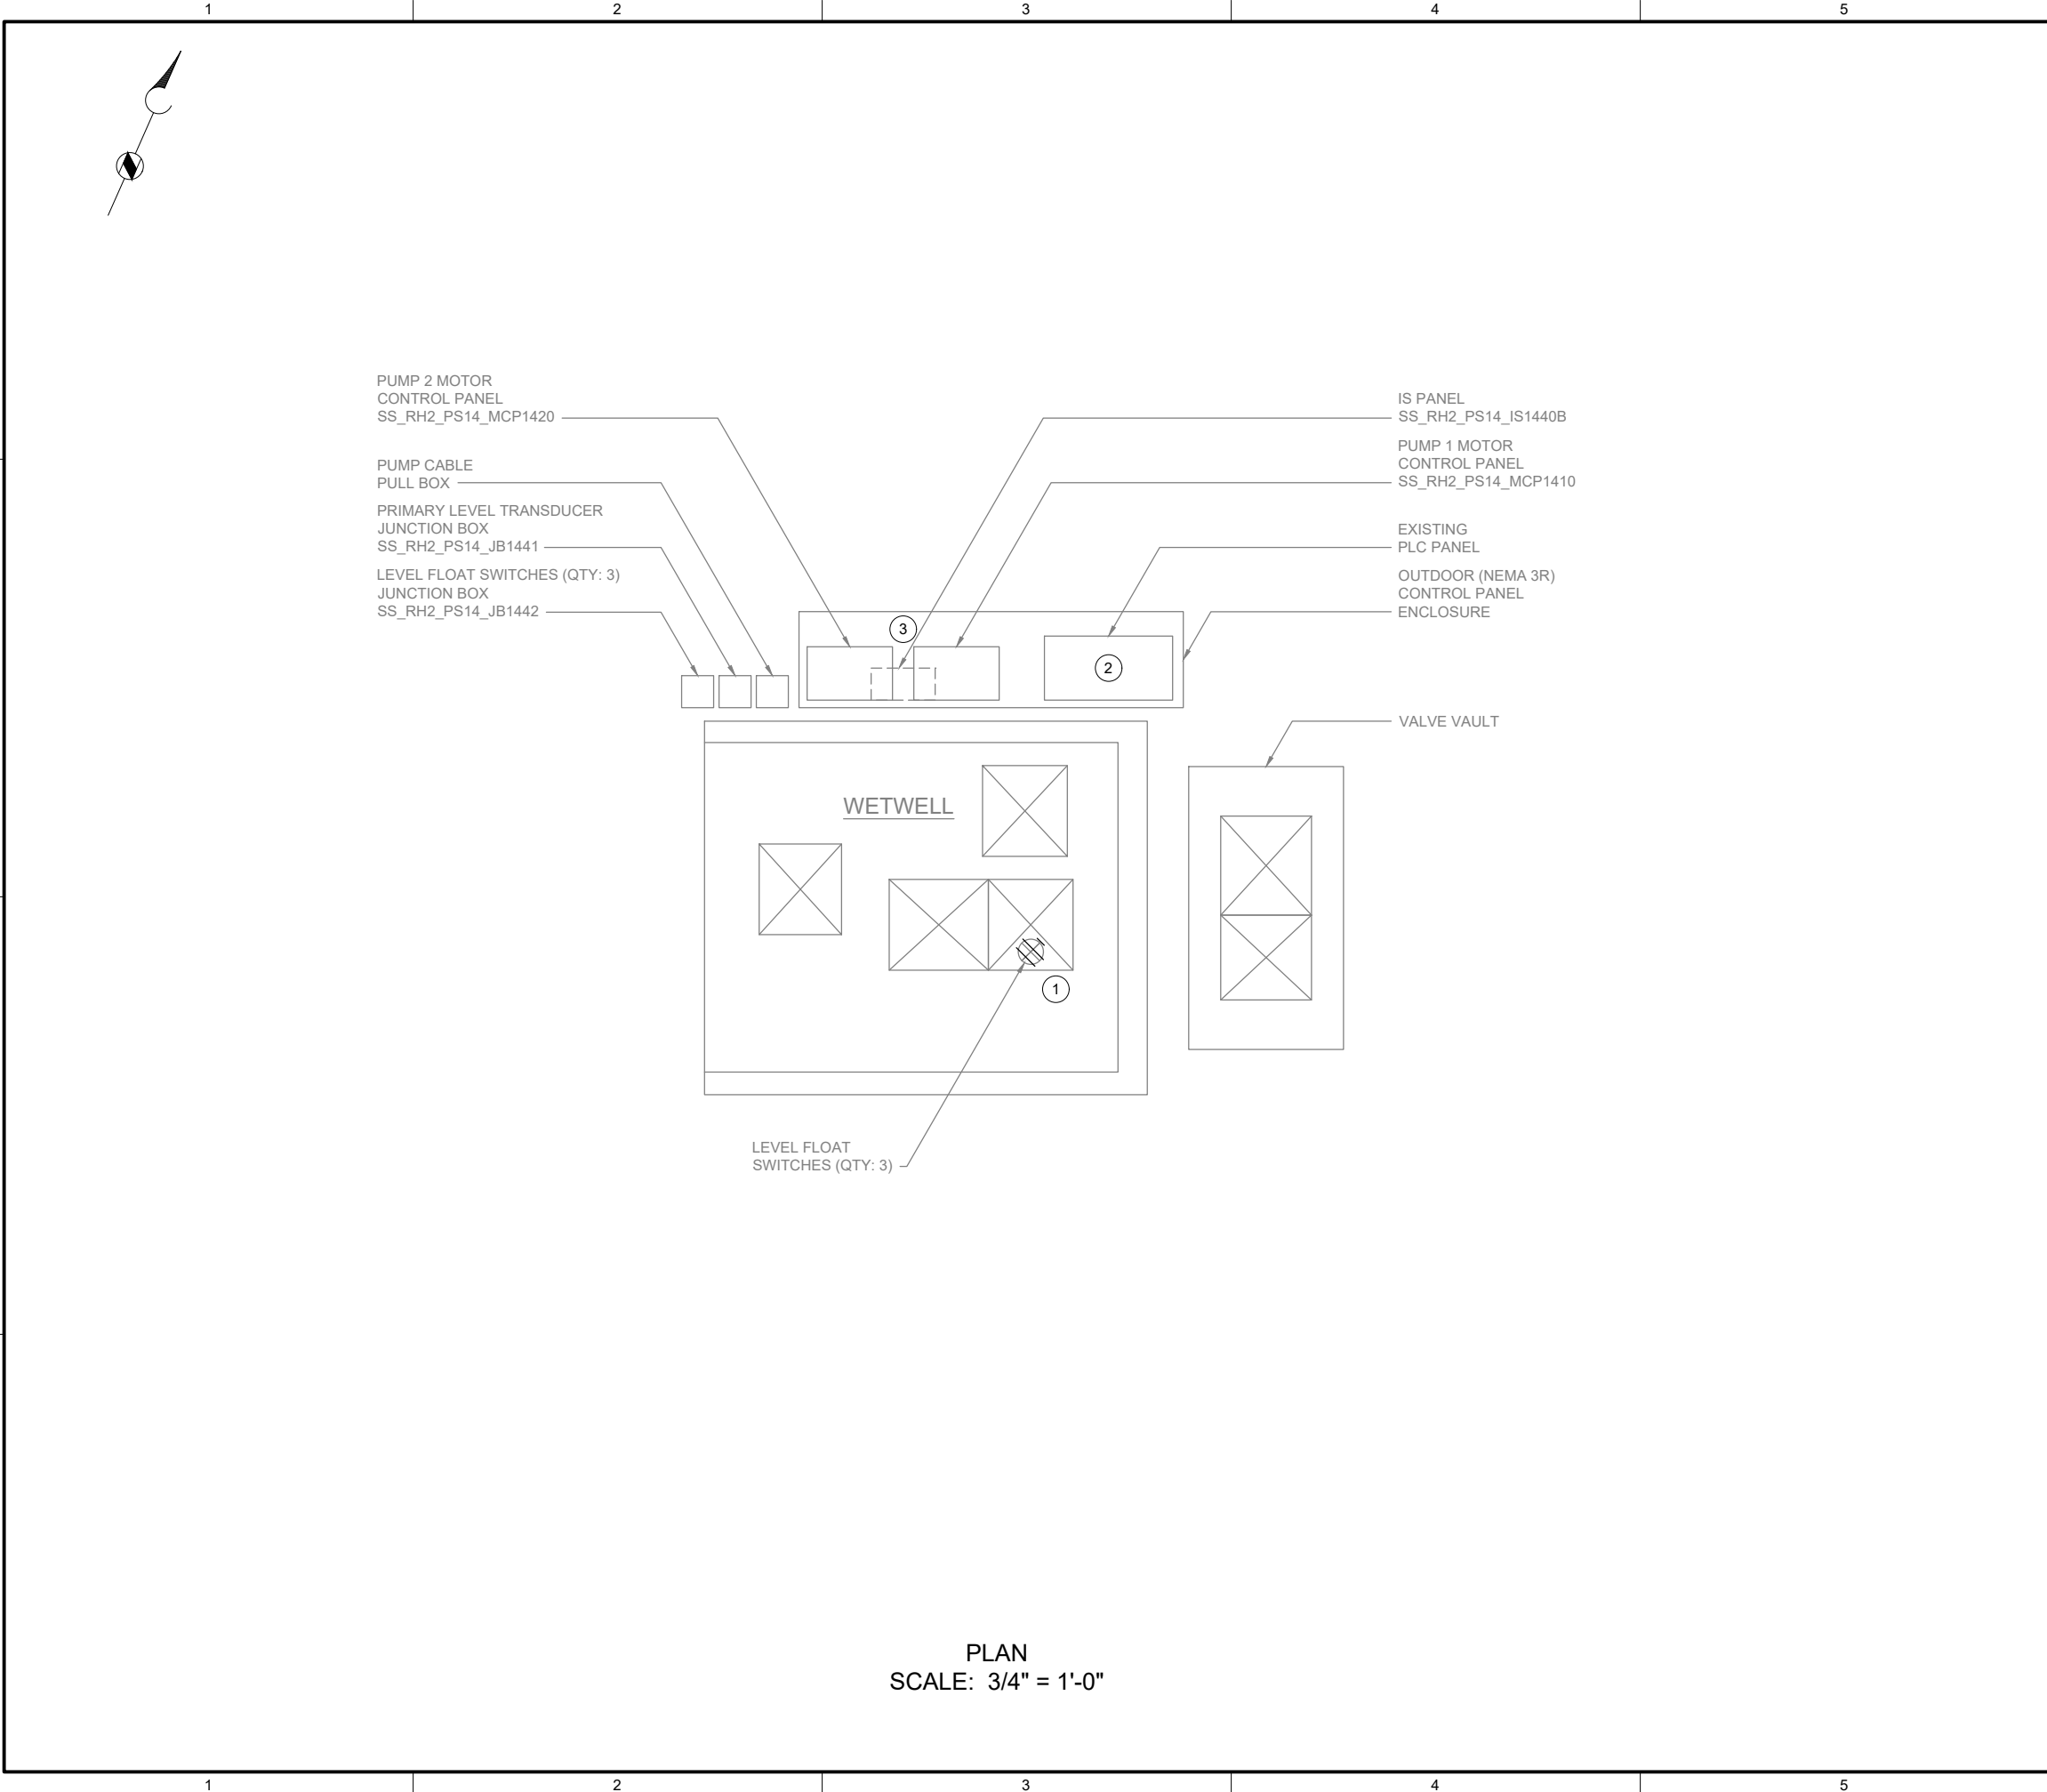 1 2 3 4 5
PUMP 2 MOTOR
CONTROL PANEL
SS_RH2_PS14_MCP1420
PUMP CABLE
PULL BOX
PRIMARY LEVEL TRANSDUCER
JUNCTION BOX
SS_RH2_PS14_JB1441
LEVEL FLOAT SWITCHES (QTY: 3)
JUNCTION BOX
SS_RH2_PS14_JB1442
IS PANEL
SS_RH2_PS14_IS1440B
PUMP 1 MOTOR
CONTROL PANEL
SS_RH2_PS14_MCP1410
EXISTING
PLC PANEL
OUTDOOR (NEMA 3R)
CONTROL PANEL
ENCLOSURE
3
2
VALVE VAULT
WETWELL
1
LEVEL FLOAT
SWITCHES (QTY: 3)
PLAN
SCALE: 3/4" = 1'-0"
1 2 3 4 5